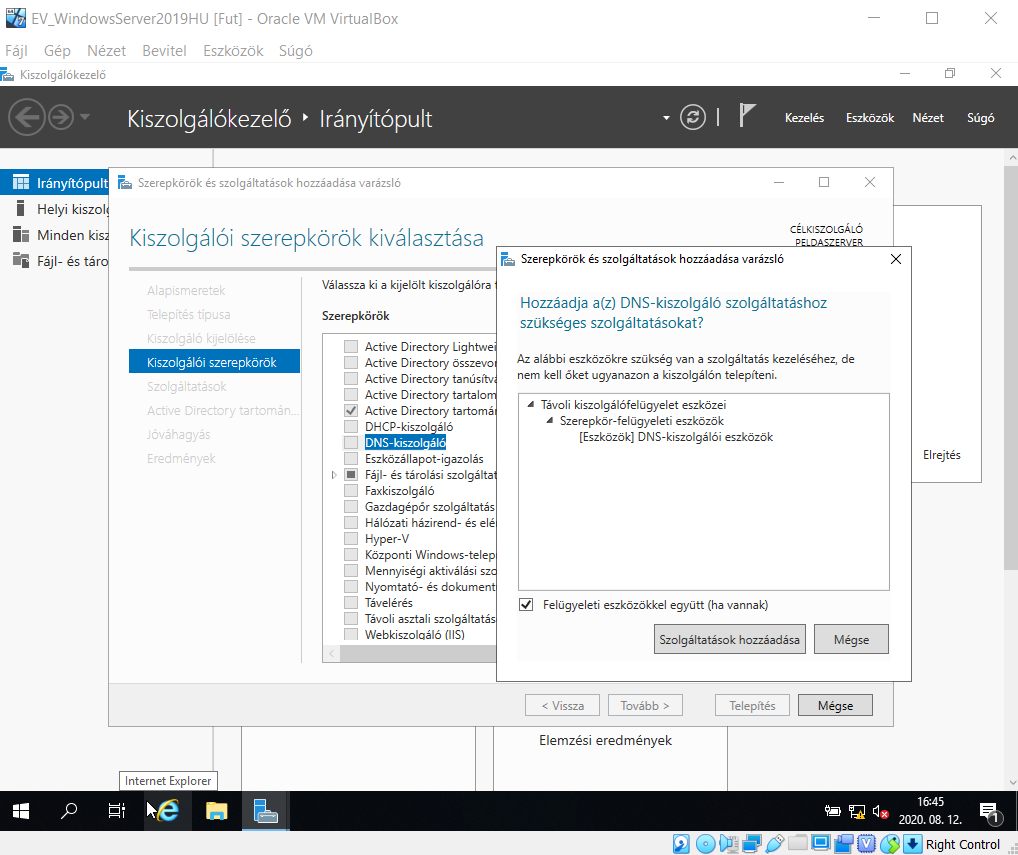 EV_WindowsServer2019HU [Fut] - Oracle VM VirtualBox
Fájl Gép Nézet Bevitel Eszközök Súgó
Kiszolgálókezelő
Kiszolgálókezelő ‣ Irányítópult
Kezelés Eszközök Nézet Súgó
Irányítópult
Helyi kiszolg
Minden kisz
Fájl- és táro
Szerepkörök és szolgáltatások hozzáadása varázsló
Kiszolgálói szerepkörök kiválasztása
CÉLKISZOLGÁLÓ
PELDASZERVER
Alapismeretek
Telepítés típusa
Kiszolgáló kijelölése
Kiszolgálói szerepkörök
Szolgáltatások
Active Directory tartomán...
Jóváhagyás
Eredmények
Válassza ki a kijelölt kiszolgálóra
Szerepkörök
Active Directory Lightwei
Active Directory összevo
Active Directory tanúsítvá
Active Directory tartalom
Active Directory tartomár
DHCP-kiszolgáló
DNS-kiszolgáló
Eszközállapot-igazolás
Fájl- és tárolási szolgáltat
Faxkiszolgáló
Gazdagépőr szolgáltatás
Hálózati házirend- és elé
Hyper-V
Központi Windows-telep
Mennyiségi aktiválási szo
Nyomtató- és dokument
Távelérés
Távoli asztali szolgáltatás
Webkiszolgáló (IIS)
< Vissza Tovább > Telepítés Mégse
Szerepkörök és szolgáltatások hozzáadása varázsló
Hozzáadja a(z) DNS-kiszolgáló szolgáltatáshoz
szükséges szolgáltatásokat?
Az alábbi eszközökre szükség van a szolgáltatás kezeléséhez, de
nem kell őket ugyanazon a kiszolgálón telepíteni.
Távoli kiszolgálófelügyelet eszközei
Szerepkör-felügyeleti eszközök
[Eszközök] DNS-kiszolgálói eszközök
Felügyeleti eszközökkel együtt (ha vannak)
Szolgáltatások hozzáadása Mégse
Elrejtés
Elemzési eredmények
Internet Explorer
16:45
2020. 08. 12.
1
Right Control